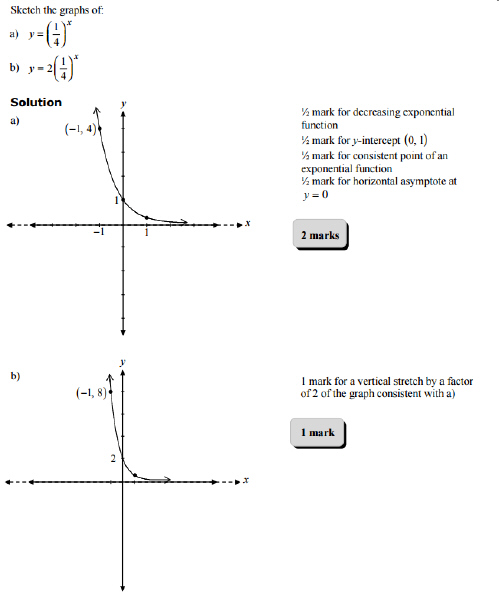 Sketch the graphs of:
a) y = (1/4)^x
b) y = 2(1/4)^x
Solution
a)
y
(−1, 4)
1
x
−1
1
½ mark for decreasing exponential
function
½ mark for y-intercept (0, 1)
½ mark for consistent point of an
exponential function
½ mark for horizontal asymptote at
y = 0
2 marks
b)
y
(−1, 8)
2
x
1 mark for a vertical stretch by a factor
of 2 of the graph consistent with a)
1 mark